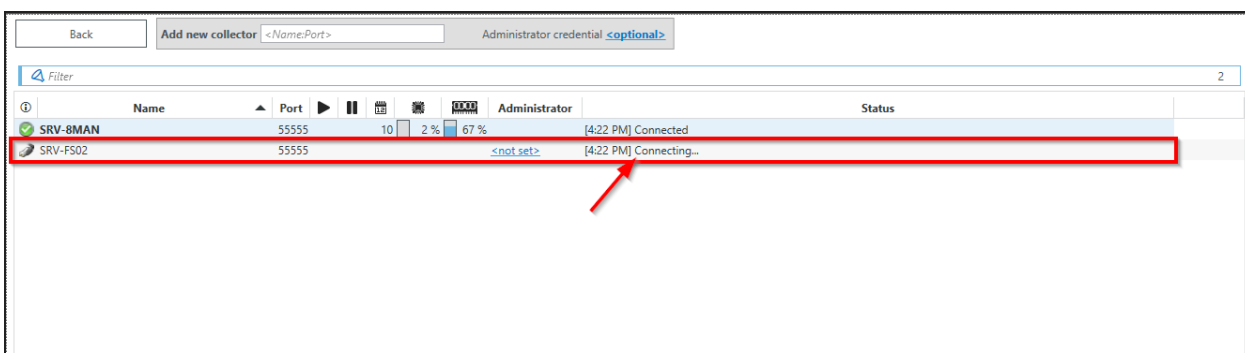 Back Add new collector <Name:Port> Administrator credential <optional>
Filter 2
Name Port Administrator Status
SRV-8MAN 55555 10 2 % 67 % [4:22 PM] Connected
SRV-FS02 55555 <not set> [4:22 PM] Connecting...